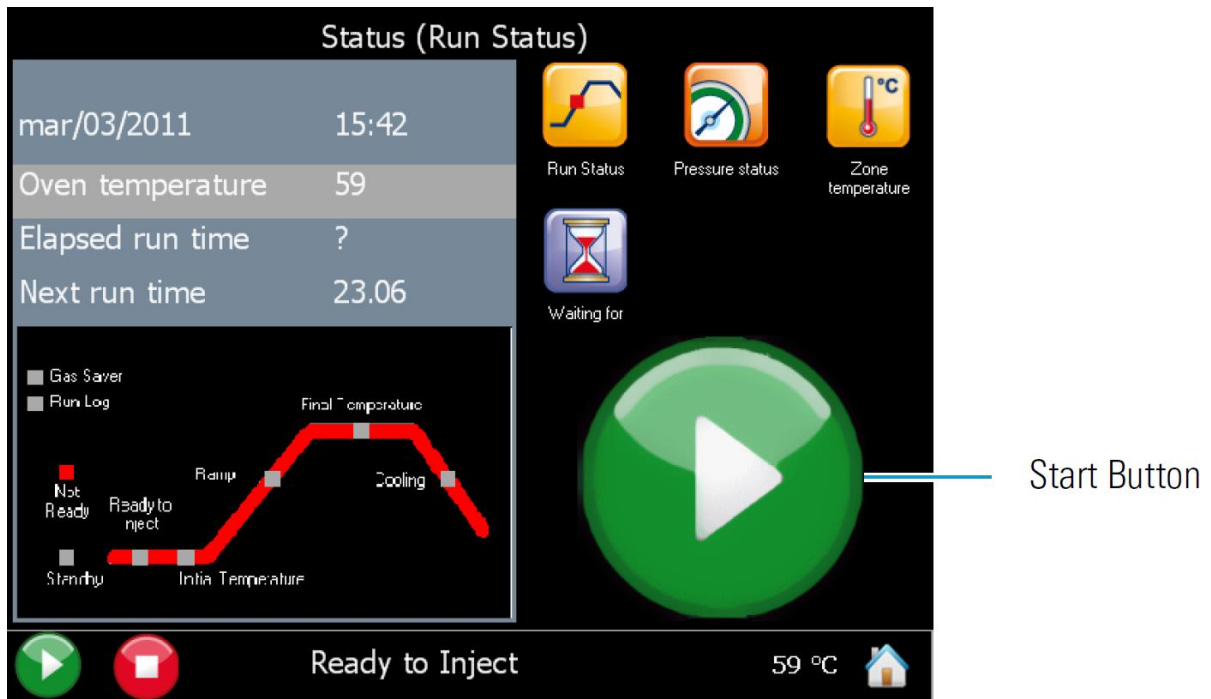 Status (Run Status)
mar/03/2011 15:42
Oven temperature 59
Elapsed run time ?
Next run time 23.06
Run Status
Pressure status
Zone
temperature
°C
Waiting for
Gas Saver
Run Log
Final Temperature
Ramp
Cooling
Not
Ready
Ready to
nject
Standby
Initia Temperature
Start Button
Ready to Inject
59 °C